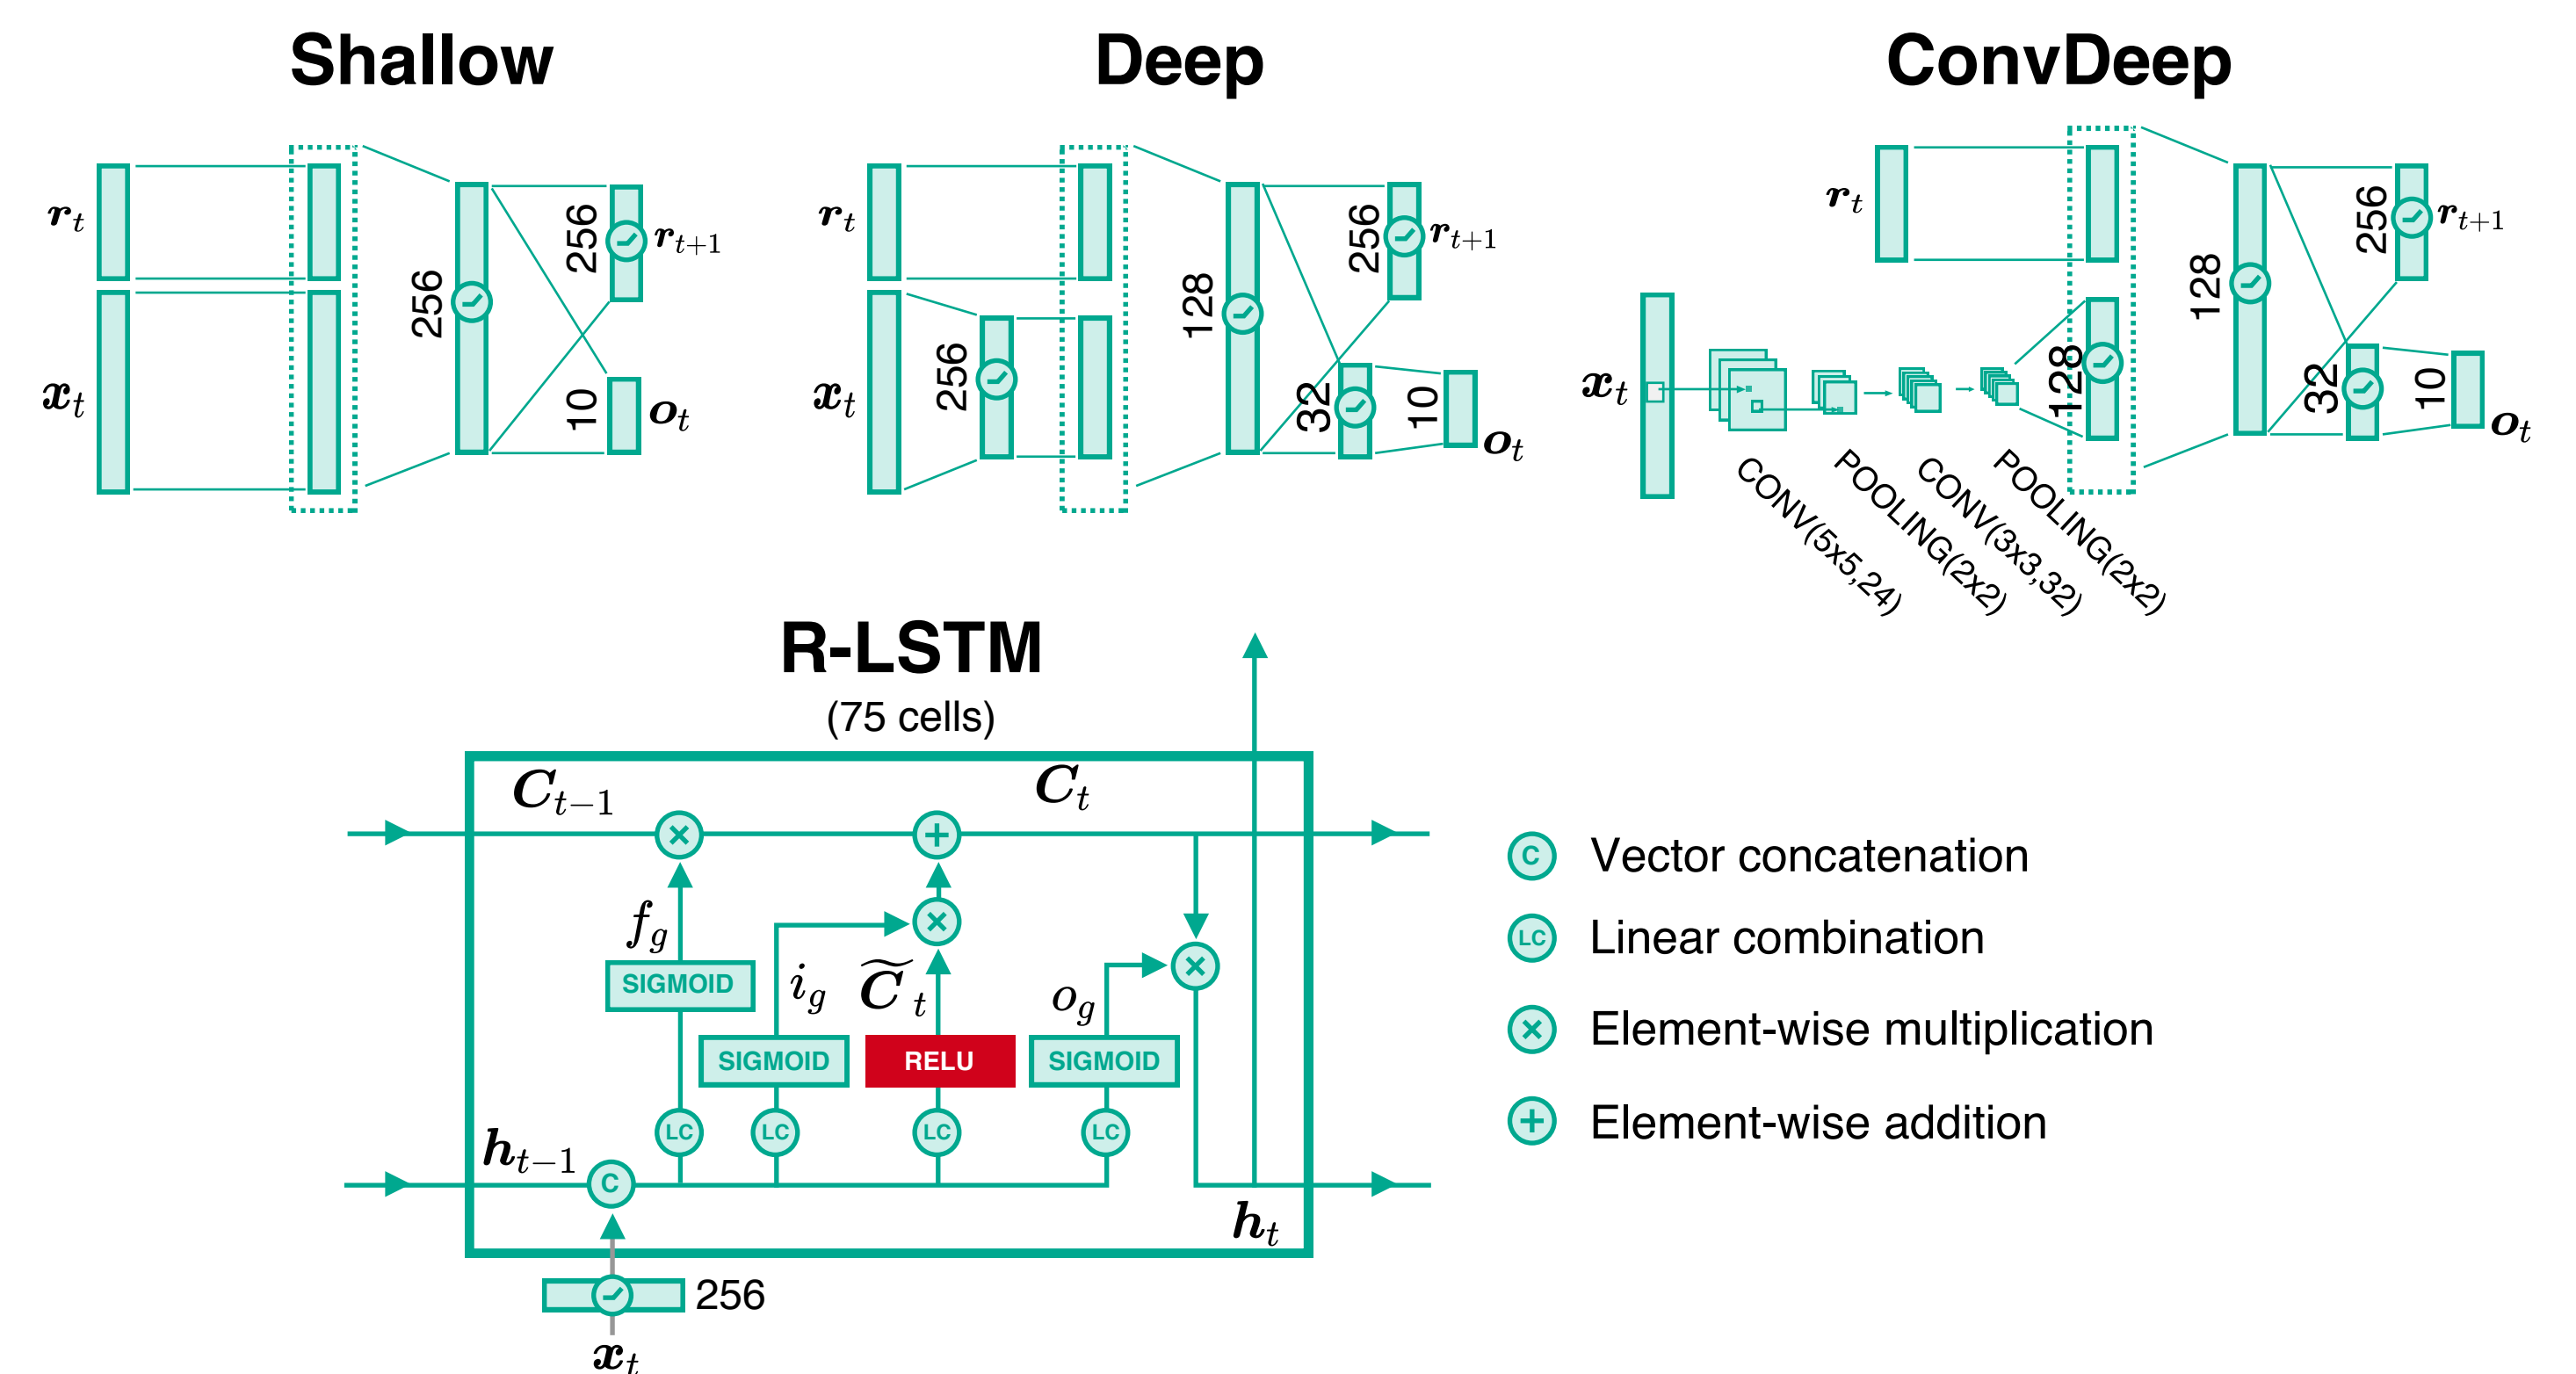 Shallow
r_t
x_t
256
256
r_{t+1}
10
o_t
Deep
r_t
x_t
256
128
256
r_{t+1}
32
10
o_t
ConvDeep
r_t
x_t
CONV(5x5,24)
POOLING(2x2)
CONV(3x3,32)
POOLING(2x2)
128
128
256
r_{t+1}
32
10
o_t
R-LSTM
(75 cells)
C_{t−1}
C_t
f_g
SIGMOID
i_g
C̃_t
o_g
SIGMOID
RELU
SIGMOID
LC
LC
LC
LC
h_{t−1}
C
h_t
256
x_t
C Vector concatenation
LC Linear combination
× Element-wise multiplication
+ Element-wise addition